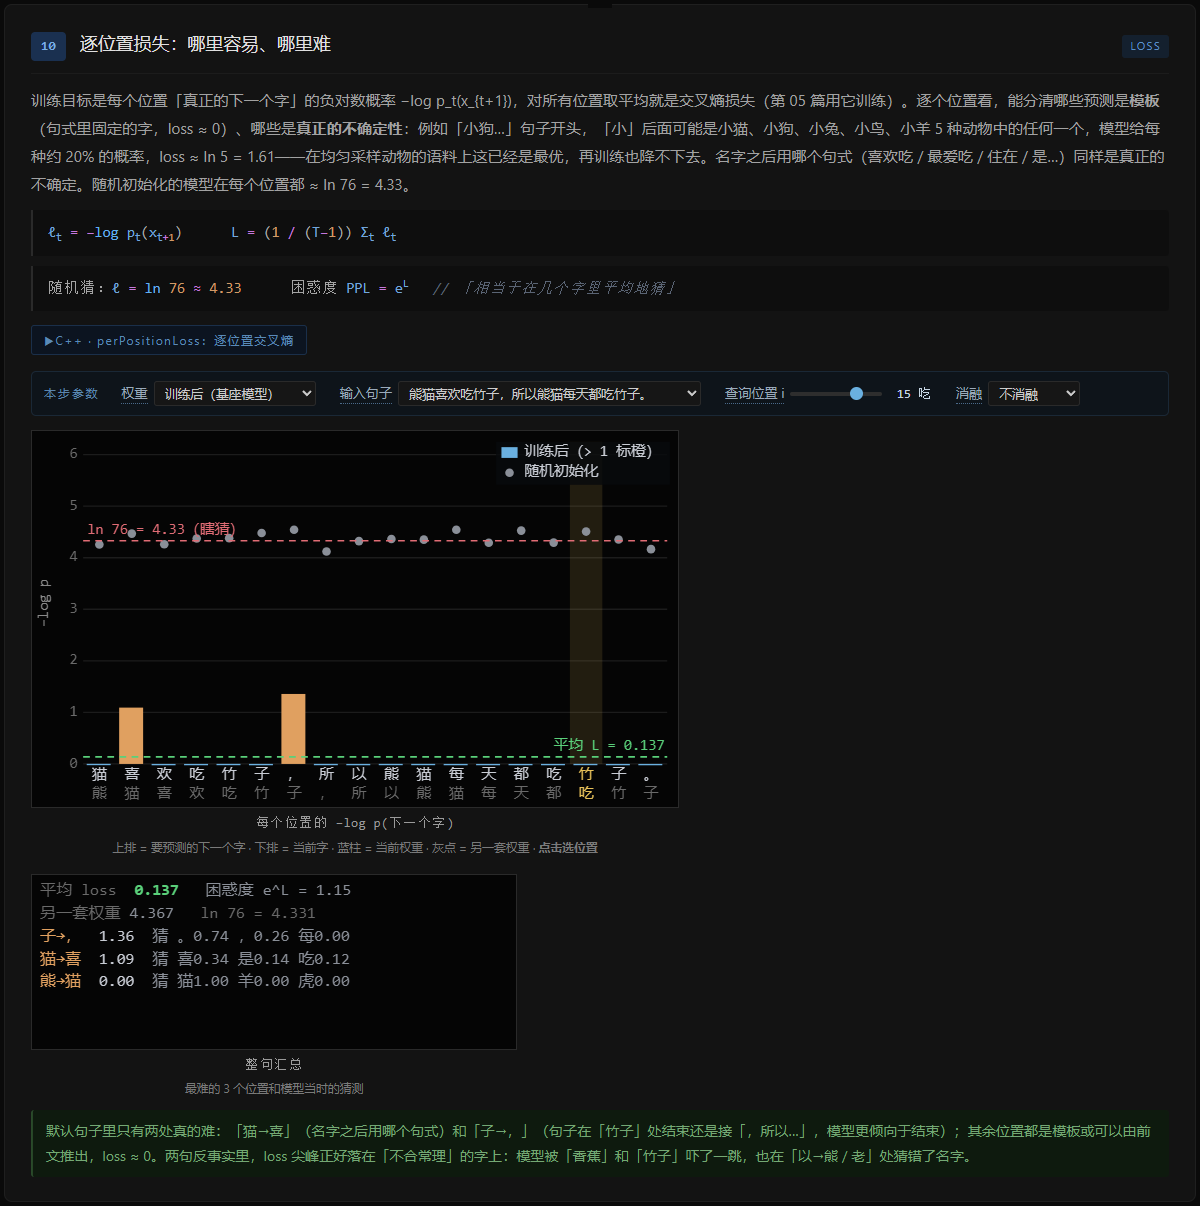 10 逐位置损失：哪里容易、哪里难 LOSS
训练目标是每个位置「真正的下一个字」的负对数概率 −log p_t(x_{t+1})，对所有位置取平均就是交叉熵损失（第 05 篇用它训练）。逐个位置看，能分清哪些预测是模板
（句式里固定的字，loss ≈ 0）、哪些是真正的不确定性：例如「小狗…」句子开头，「小」后面可能是小猫、小狗、小兔、小鸟、小羊 5 种动物中的任何一个，模型给每
种约 20% 的概率，loss ≈ ln 5 = 1.61——在均匀采样动物的语料上这已经是最优，再训练也降不下去。名字之后用哪个句式（喜欢吃 / 最爱吃 / 住在 / 是…）同样是真正的
不确定。随机初始化的模型在每个位置都 ≈ ln 76 = 4.33。
ℓt = −log pt(xt+1) L = (1 / (T−1)) Σt ℓt
随机猜：ℓ = ln 76 ≈ 4.33 困惑度 PPL = e^L // 「相当于在几个字里平均地猜」
▶C++ · perPositionLoss：逐位置交叉熵
本步参数 权重 训练后（基座模型） 输入句子 熊猫喜欢吃竹子，所以熊猫每天都吃竹子。 查询位置 i 15 吃 消融 不消融
训练后 (> 1 标橙)
随机初始化
6
5
ln 76 = 4.33 (瞎猜)
4
3
−log p
2
1
平均 L = 0.137
0
猫 喜 欢 吃 竹 子 ， 所 以 熊 猫 每 天 都 吃 竹 子 。
熊 猫 喜 欢 吃 竹 子 ， 所 以 熊 猫 每 天 都 吃 竹 子
每个位置的 −log p(下一个字)
上排 = 要预测的下一个字 · 下排 = 当前字 · 蓝柱 = 当前权重 · 灰点 = 另一套权重 · 点击选位置
平均 loss 0.137 困惑度 e^L = 1.15
另一套权重 4.367 ln 76 = 4.331
子→， 1.36 猜 。0.74 ，0.26 每0.00
猫→喜 1.09 猜 喜0.34 是0.14 吃0.12
熊→猫 0.00 猜 猫1.00 羊0.00 虎0.00
整句汇总
最难的 3 个位置和模型当时的猜测
默认句子里只有两处真的难：「猫→喜」（名字之后用哪个句式）和「子→，」（句子在「竹子」处结束还是接「，所以…」，模型更倾向于结束）；其余位置都是模板或可以由前
文推出，loss ≈ 0。两句反事实里，loss 尖峰正好落在「不合常理」的字上：模型被「香蕉」和「竹子」吓了一跳，也在「以→熊 / 老」处猜错了名字。